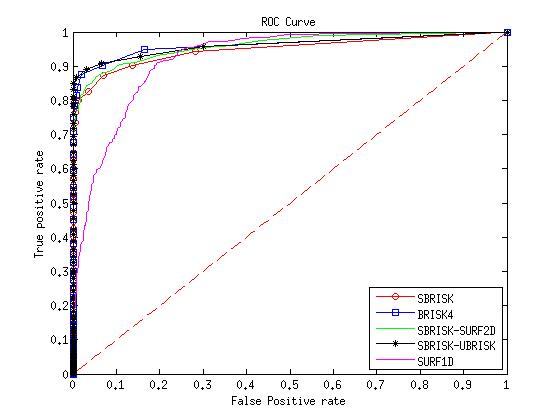 ROC Curve
1
0.9
0.8
0.7
0.6
0.5
0.4
0.3
0.2
0.1
0
True positive rate
0 0.1 0.2 0.3 0.4 0.5 0.6 0.7 0.8 0.9 1
False Positive rate
SBRISK
BRISK4
SBRISK-SURF2D
SBRISK-UBRISK
SURF1D